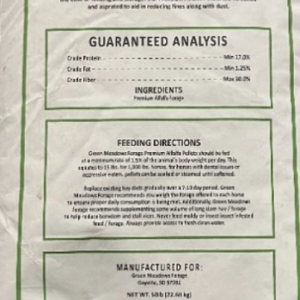 and aspirated to aid in reducing fines along with dust.
GUARANTEED ANALYSIS
Crude Protein - - - Min 17.0%
Crude Fat - - - Min 1.25%
Crude Fiber - - - Max 30.0%
INGREDIENTS
Premium Alfalfa Forage
FEEDING DIRECTIONS
Green Meadows Forage Premium Alfalfa Pellets should be fed
at a minimum rate of 1.5% of the animal's body weight per day. This
equates to 15 lbs. for 1,000 lbs. horses. For horses with dental issues or
aggressive eaters, pellets can be soaked or steamed until softened.
Replace existing hay diets gradually over a 7-10 day period. Green
Meadows Forage recommends you weigh the forage offered to each horse
to ensure proper daily consumption is being met. Additionally, Green Meadows
Forage recommends supplementing some volume of long stem hay / forage
to help reduce boredom and stall vices. Never feed moldy or insect infested
feed / forage. Always provide access to fresh clean water.
MANUFACTURED FOR:
Green Meadows Forage
NET WT. 50lb (22.68 kg)